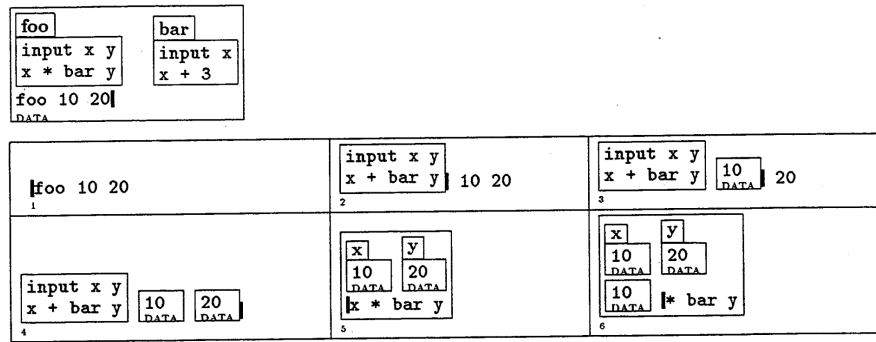 foo bar
input x y input x
x * bar y x + 3
foo 10 20
DATA
foo 10 20
1
input x y
x + bar y 10 20
2
input x y
x + bar y 10 20
DATA
3
input x y
x + bar y 10 20
DATA DATA
4
x y
10 20
DATA DATA
x * bar y
5
x y
10 20
DATA DATA
10 * bar y
DATA
6